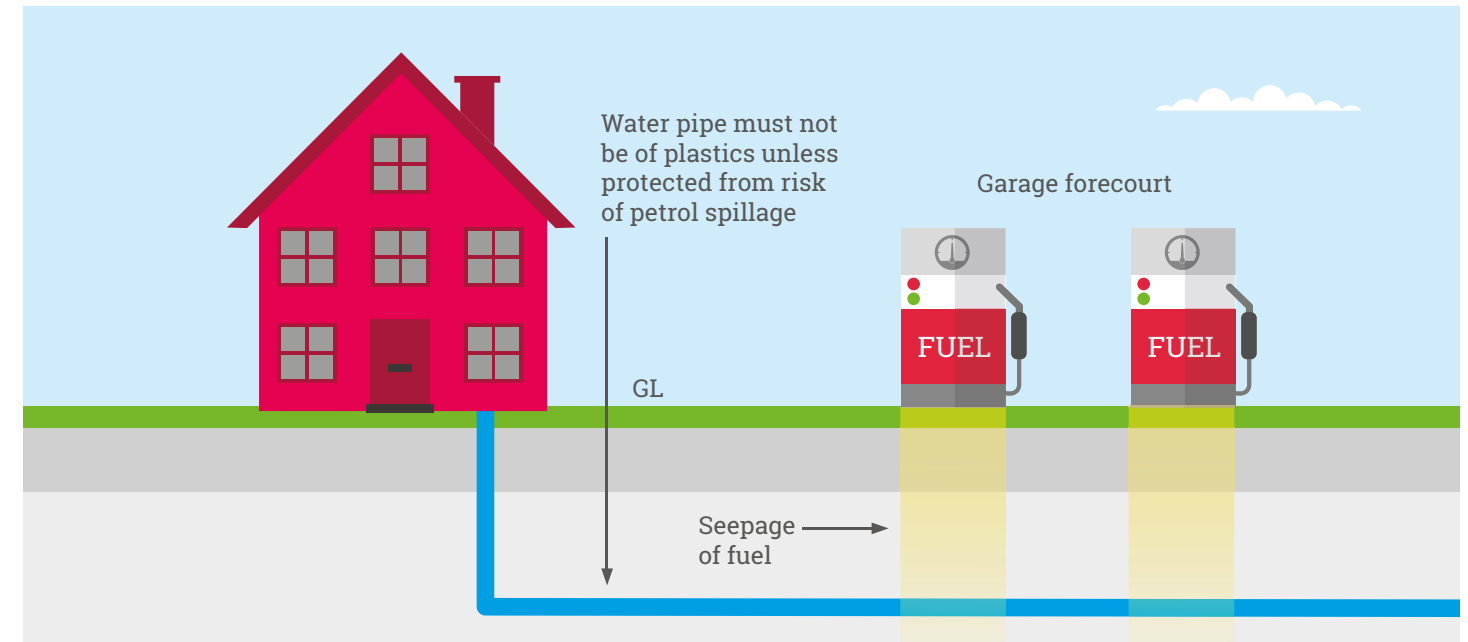 Water pipe must not
be of plastics unless
protected from risk
of petrol spillage
Garage forecourt
FUEL
FUEL
GL
Seepage
of fuel